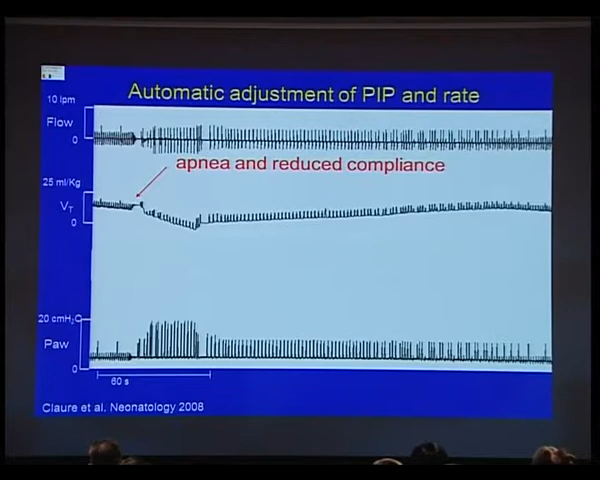 Automatic adjustment of PIP and rate
10 lpm
Flow
0
apnea and reduced compliance
25 ml/Kg
VT
0
20 cmH2O
Paw
0
60 s
Claure et al. Neonatology 2008